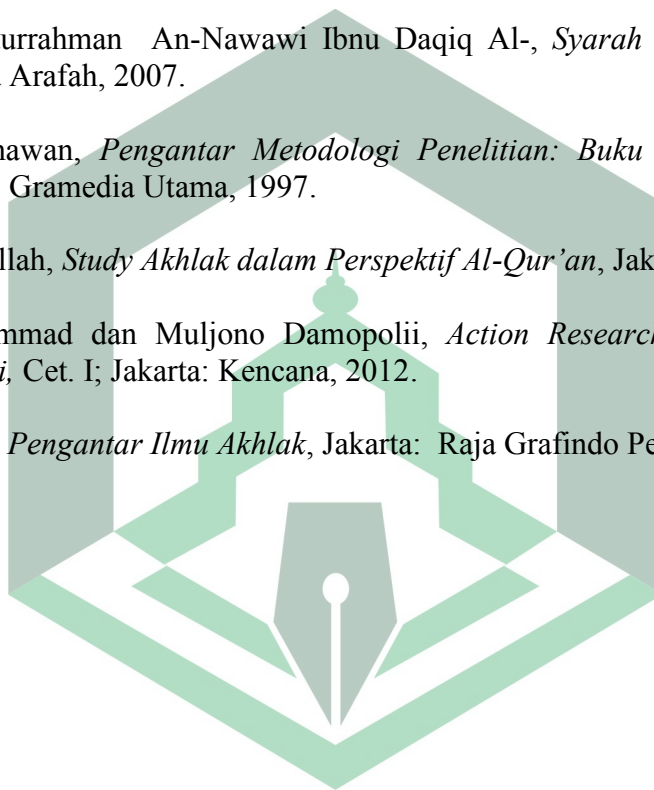 urrahman An-Nawawi Ibnu Daqiq Al-, Syarah
Arafah, 2007.
nawan, Pengantar Metodologi Penelitian: Buku
Gramedia Utama, 1997.
llah, Study Akhlak dalam Perspektif Al-Qur’an, Jak
mmad dan Muljono Damopolii, Action Research
i, Cet. I; Jakarta: Kencana, 2012.
Pengantar Ilmu Akhlak, Jakarta: Raja Grafindo Pe